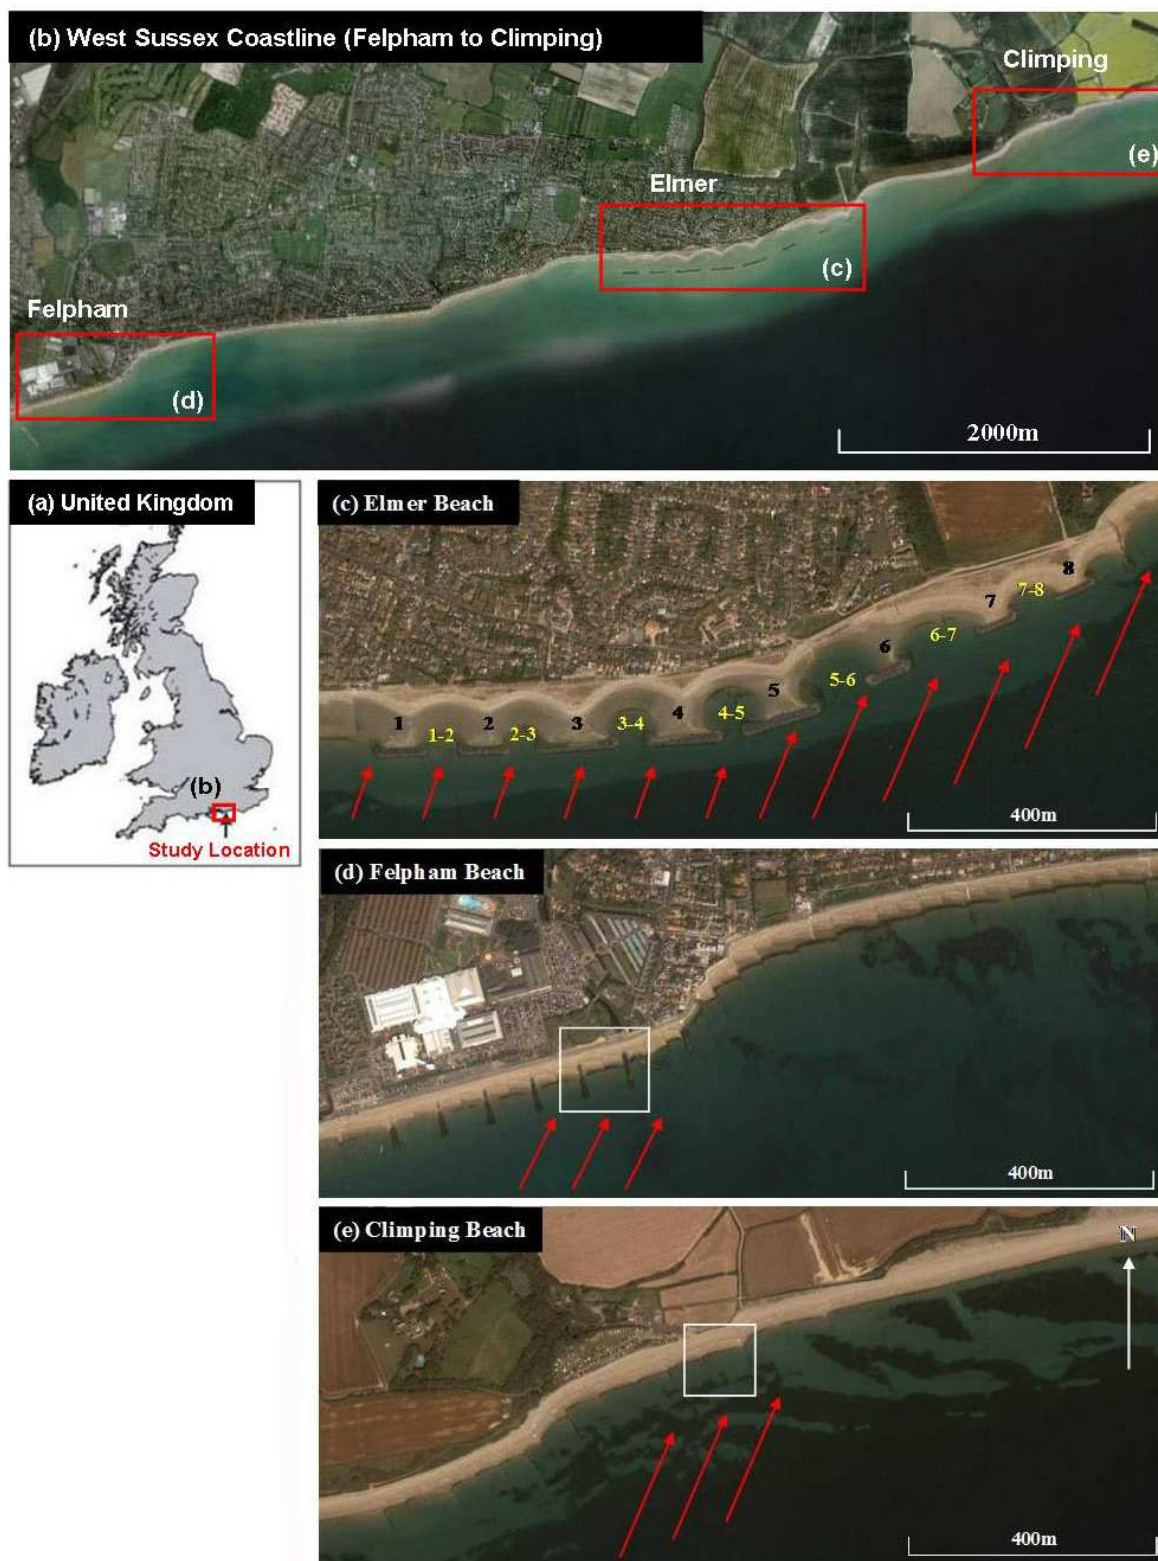 (b) West Sussex Coastline (Felpham to Climping)
Climping
(e)
Elmer
(c)
Felpham
(d)
2000m
(a) United Kingdom
(b)
Study Location
(c) Elmer Beach
8
7-8
7
6-7
6
5-6
5
4-5
4
3-4
3
2-3
2
1-2
1
400m
(d) Felpham Beach
400m
(e) Climping Beach
N
400m